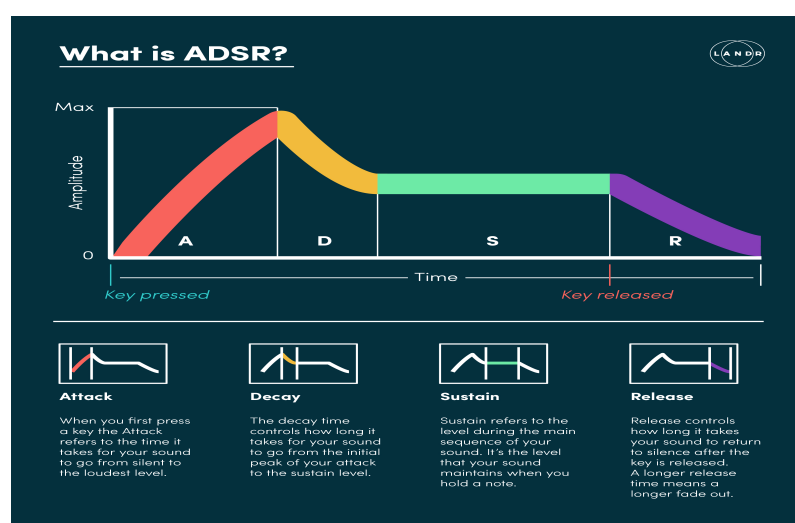 What is ADSR?
LANDR
Max
Amplitude
A
D
S
R
0
Time
Key pressed
Key released
Attack
When you first press
a key the Attack
refers to the time it
takes for your sound
to go from silent to
the loudest level.
Decay
The decay time
controls how long it
takes for your sound
to go from the initial
peak of your attack
to the sustain level.
Sustain
Sustain refers to the
level during the main
sequence of your
sound. It's the level
that your sound
maintains when you
hold a note.
Release
Release controls
how long it takes
your sound to return
to silence after the
key is released.
A longer release
time means a
longer fade out.